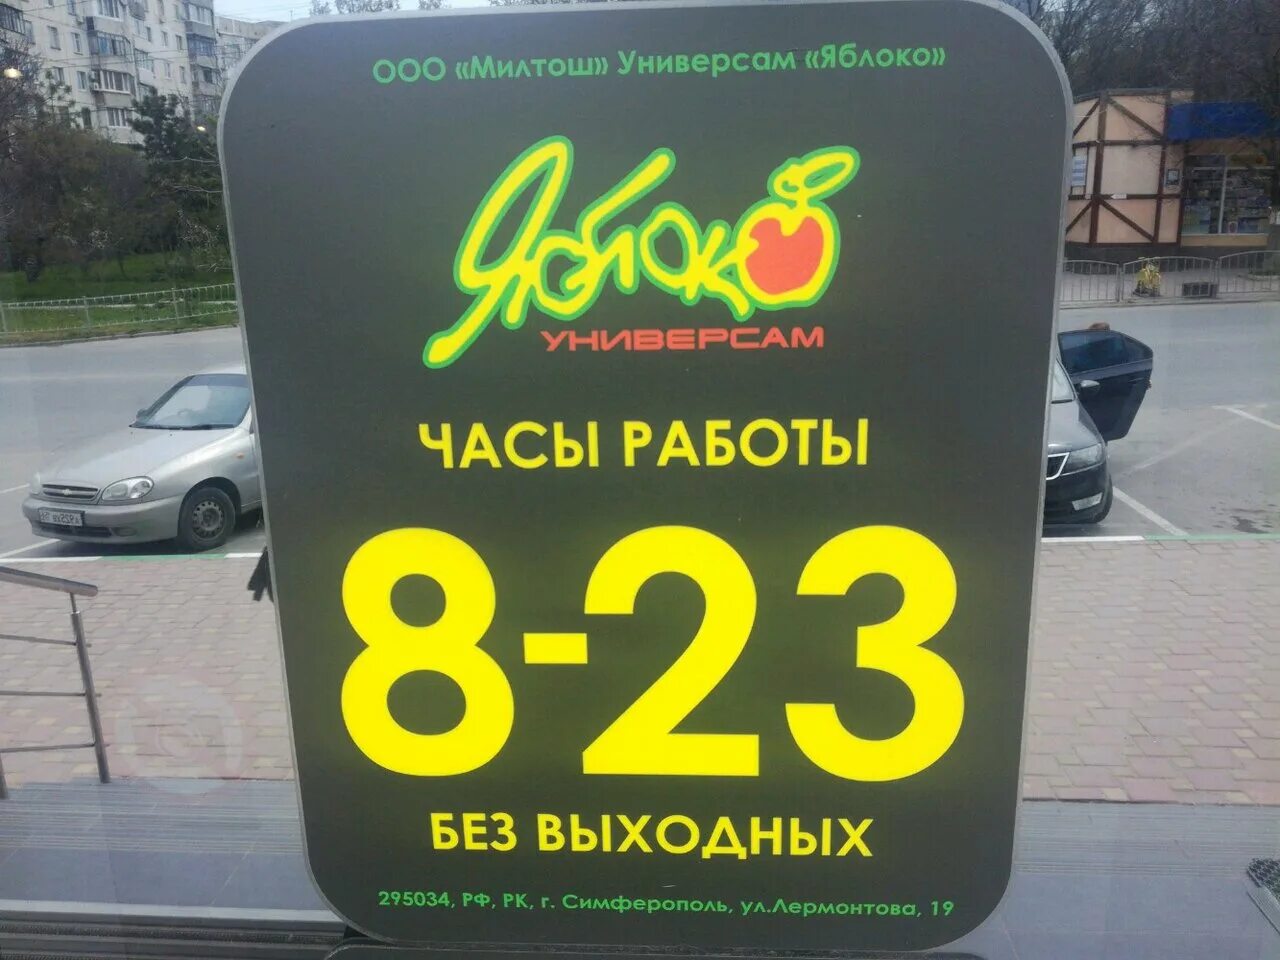 ООО «Милтош» Универсам «Яблоко»
Яблоко
УНИВЕРСАМ
ЧАСЫ РАБОТЫ
8-23
БЕЗ ВЫХОДНЫХ
295034, РФ, РК, г. Симферополь, ул.Лермонтова, 19